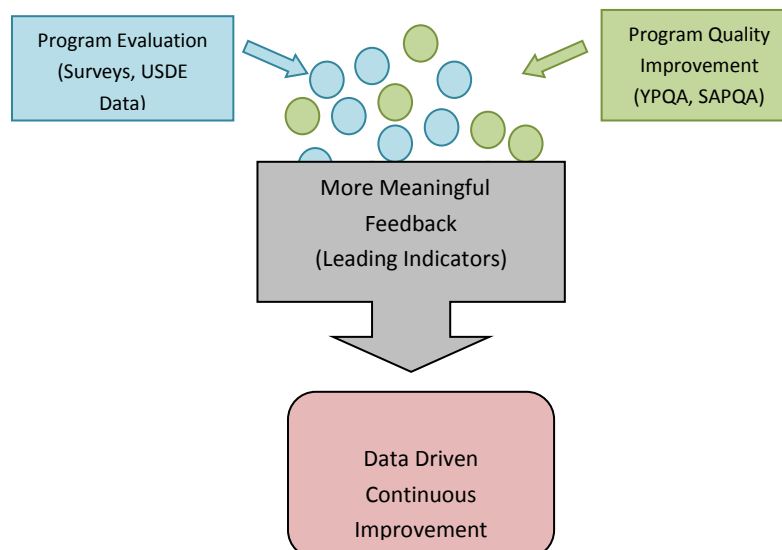 Program Evaluation
(Surveys, USDE
Data)
Program Quality
Improvement
(YPQA, SAPQA)
More Meaningful
Feedback
(Leading Indicators)
Data Driven
Continuous
Improvement